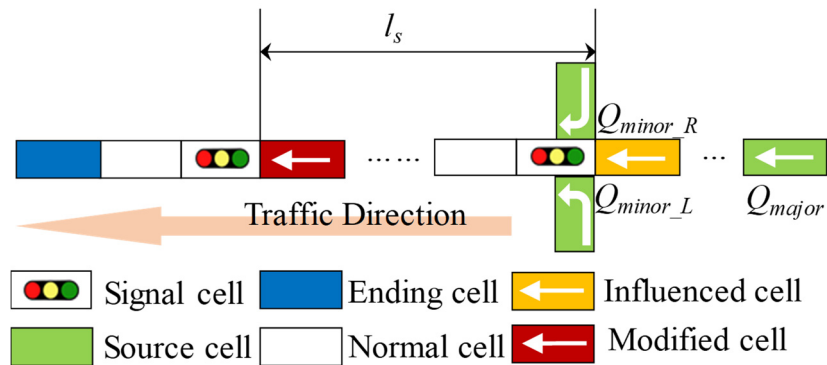 l_s
Q_minor_R
…… …
Q_minor_L
Q_major
Traffic Direction
Signal cell Ending cell Influenced cell
Source cell Normal cell Modified cell